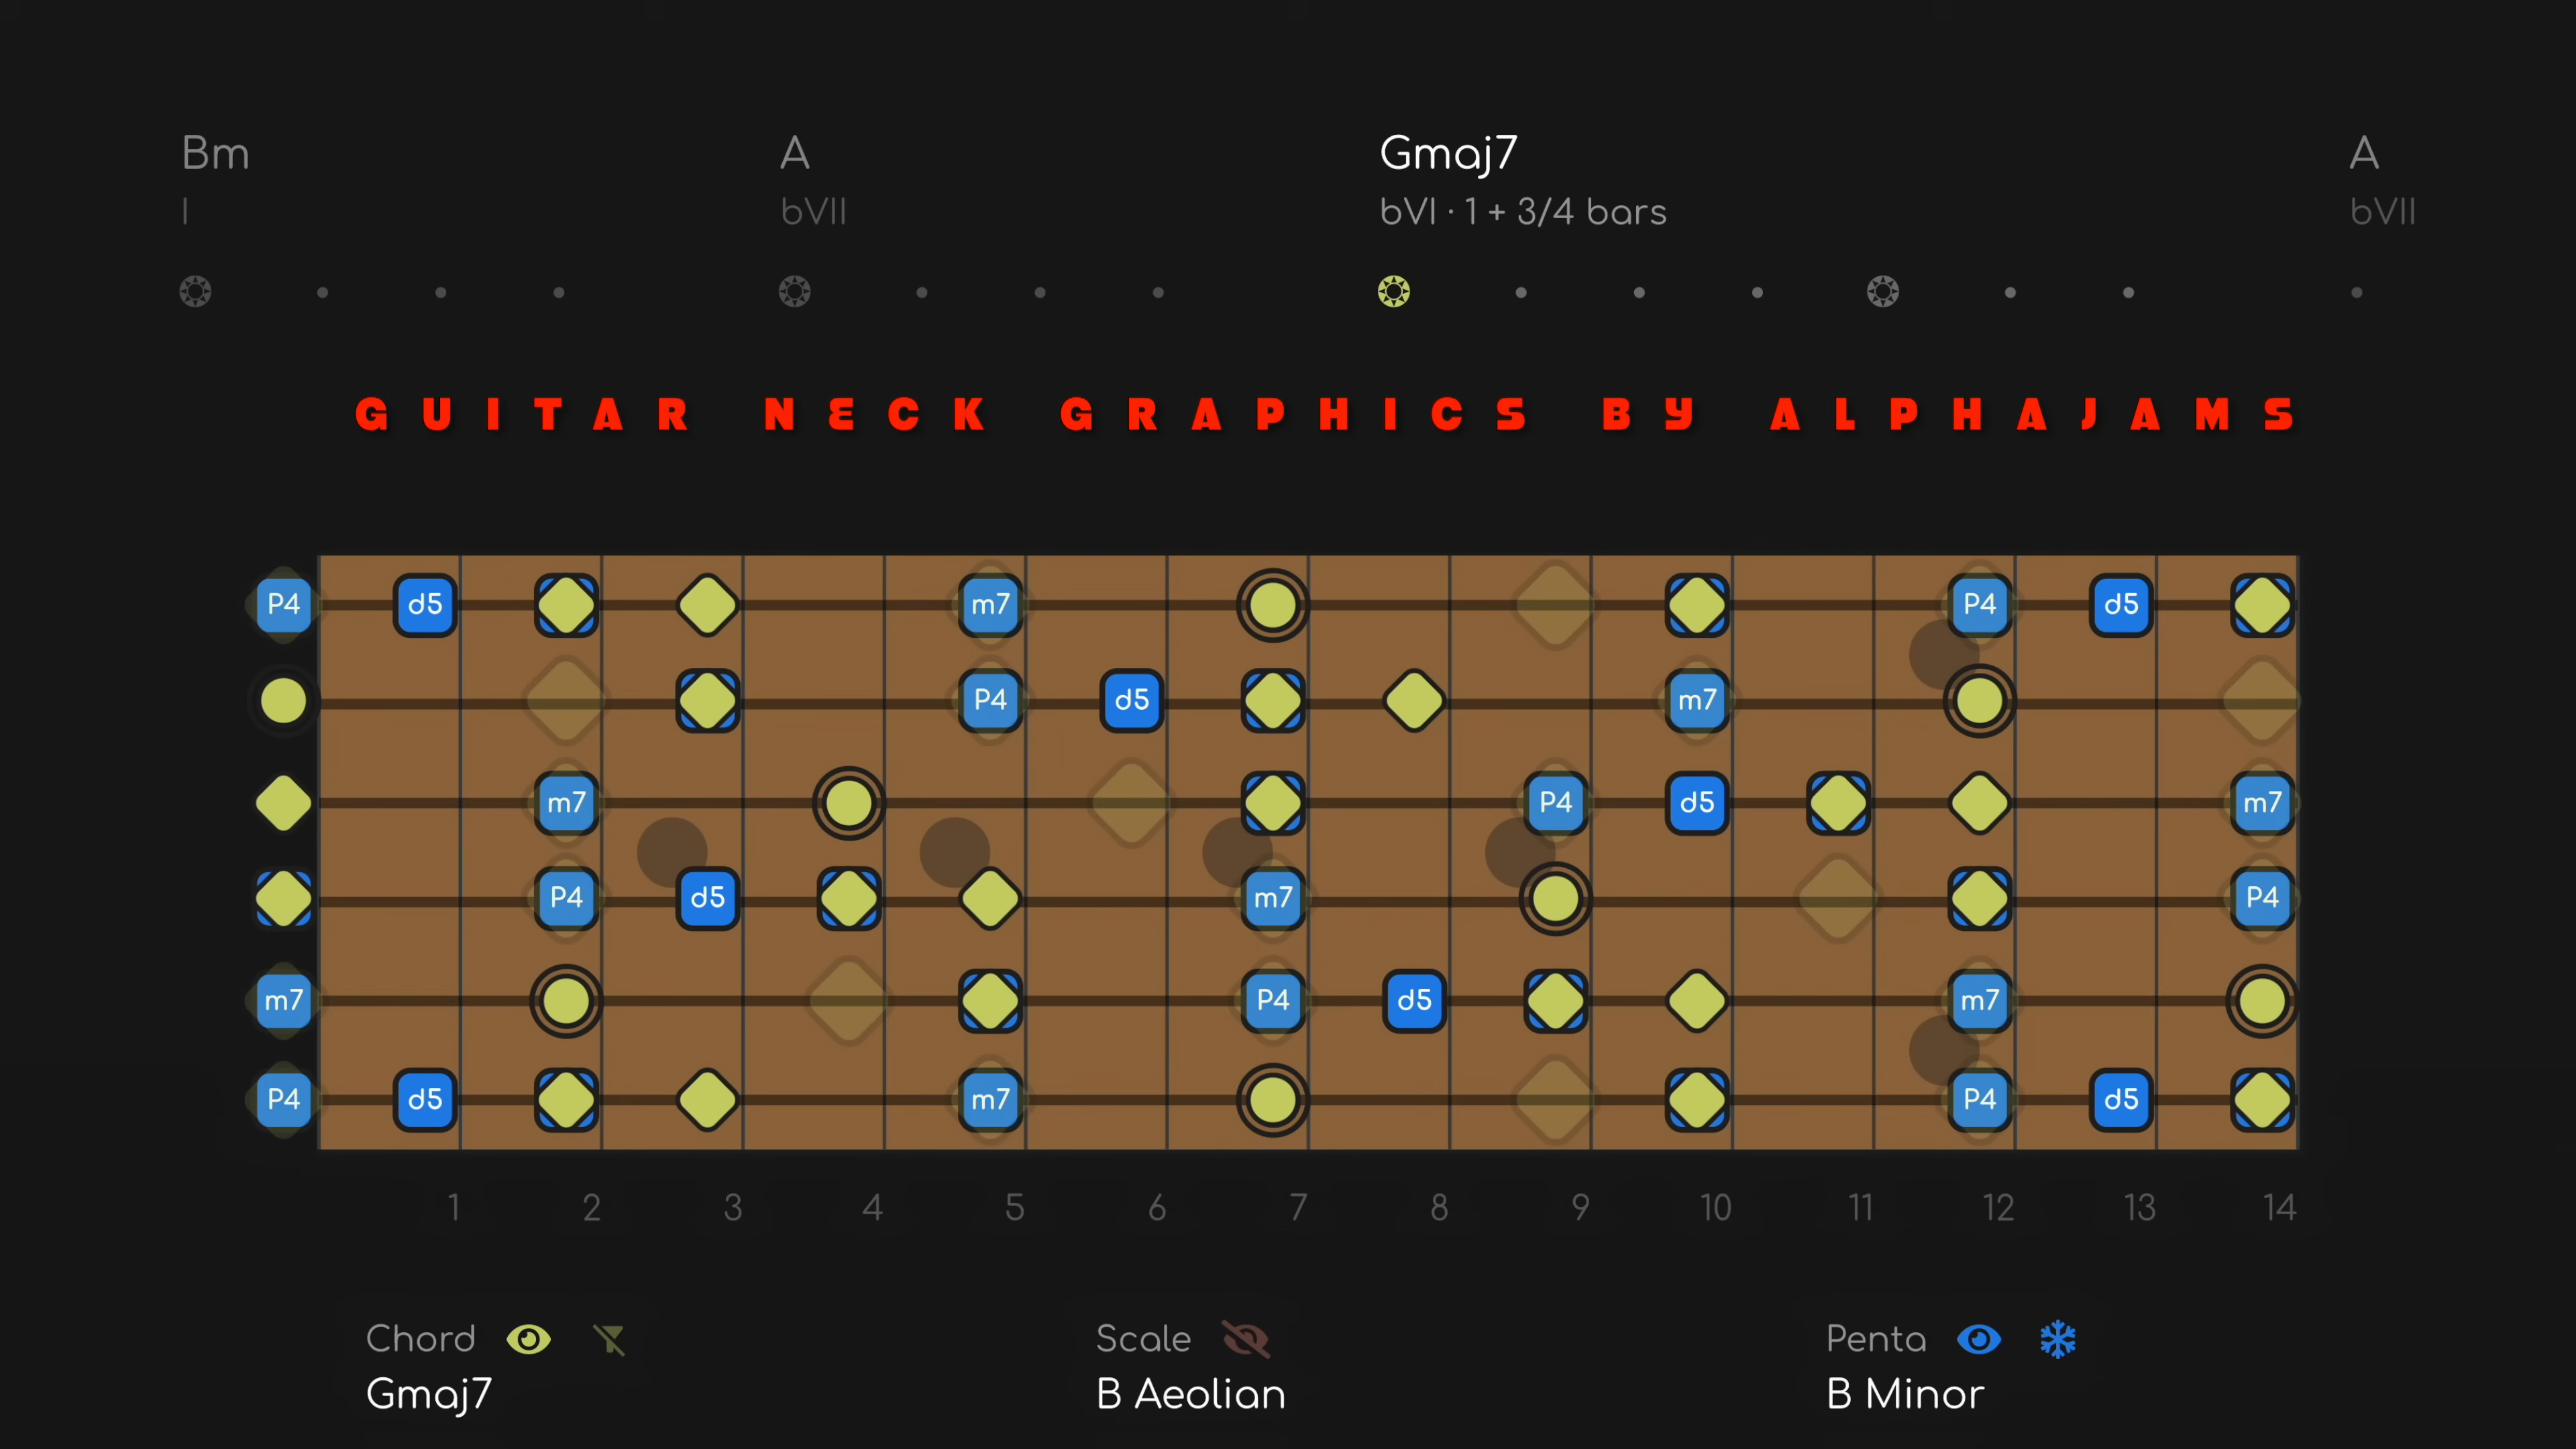 Bm A Gmaj7 A
I bVII bVI · 1 + 3/4 bars bVII
GUITAR NECK GRAPHICS BY ALPHAJAMS
P4 d5 m7 P4 d5
P4 d5 m7
m7 P4 d5 m7
P4 d5 m7 P4
m7 P4 d5 m7
P4 d5 m7 P4 d5
1 2 3 4 5 6 7 8 9 10 11 12 13 14
Chord Scale Penta
Gmaj7 B Aeolian B Minor